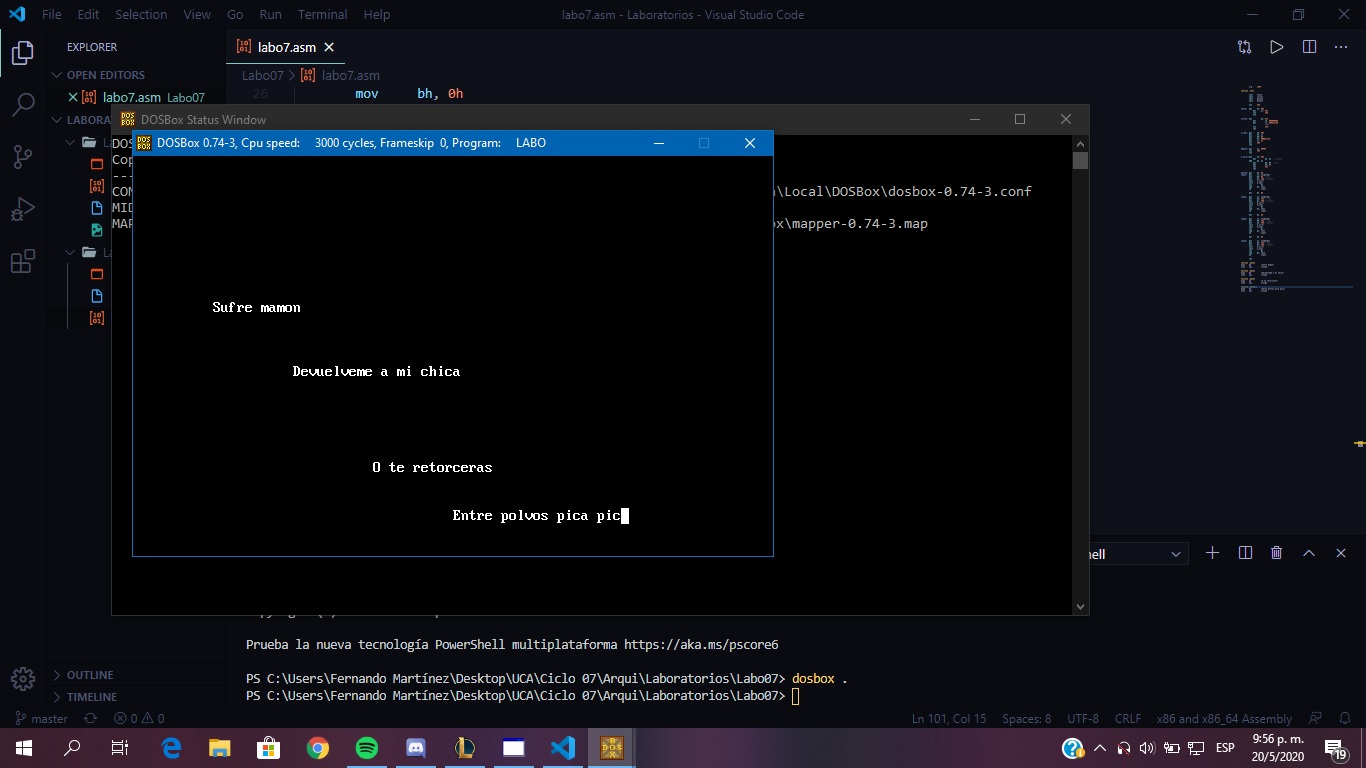 File Edit Selection View Go Run Terminal Help labo7.asm - Laboratorios - Visual Studio Code
EXPLORER
labo7.asm
OPEN EDITORS
Labo07 > labo7.asm
labo7.asm Labo07
26 mov bh, 0h
LABORA
DOSBox Status Window
DOSBox 0.74-3, Cpu speed: 3000 cycles, Frameskip 0, Program: LABO
DOS
Cop
---
CON \Local\DOSBox\dosbox-0.74-3.conf
MID
MAP x\mapper-0.74-3.map
Sufre mamon
Devuelveme a mi chica
O te retorceras
Entre polvos pica pic
ell
Prueba la nueva tecnología PowerShell multiplataforma https://aka.ms/pscore6
PS C:\Users\Fernando Martínez\Desktop\UCA\Ciclo 07\Arqui\Laboratorios\Labo07> dosbox .
PS C:\Users\Fernando Martínez\Desktop\UCA\Ciclo 07\Arqui\Laboratorios\Labo07>
OUTLINE
TIMELINE
master 0 0 Ln 101, Col 15 Spaces: 8 UTF-8 CRLF x86 and x86_64 Assembly
ESP
9:56 p. m.
20/5/2020
19